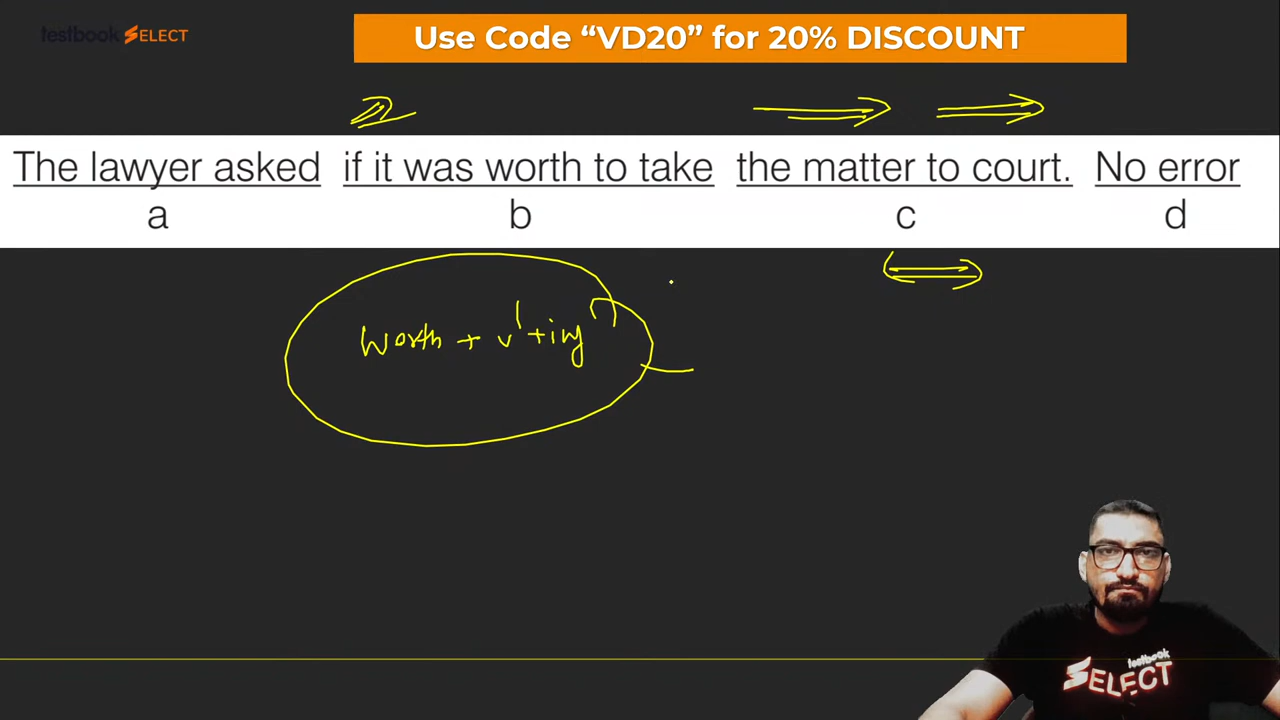 testbook SELECT
Use Code “VD20” for 20% DISCOUNT
The lawyer asked if it was worth to take the matter to court. No error
a b c d
Worth + v¹ + ing
testbook
SELECT